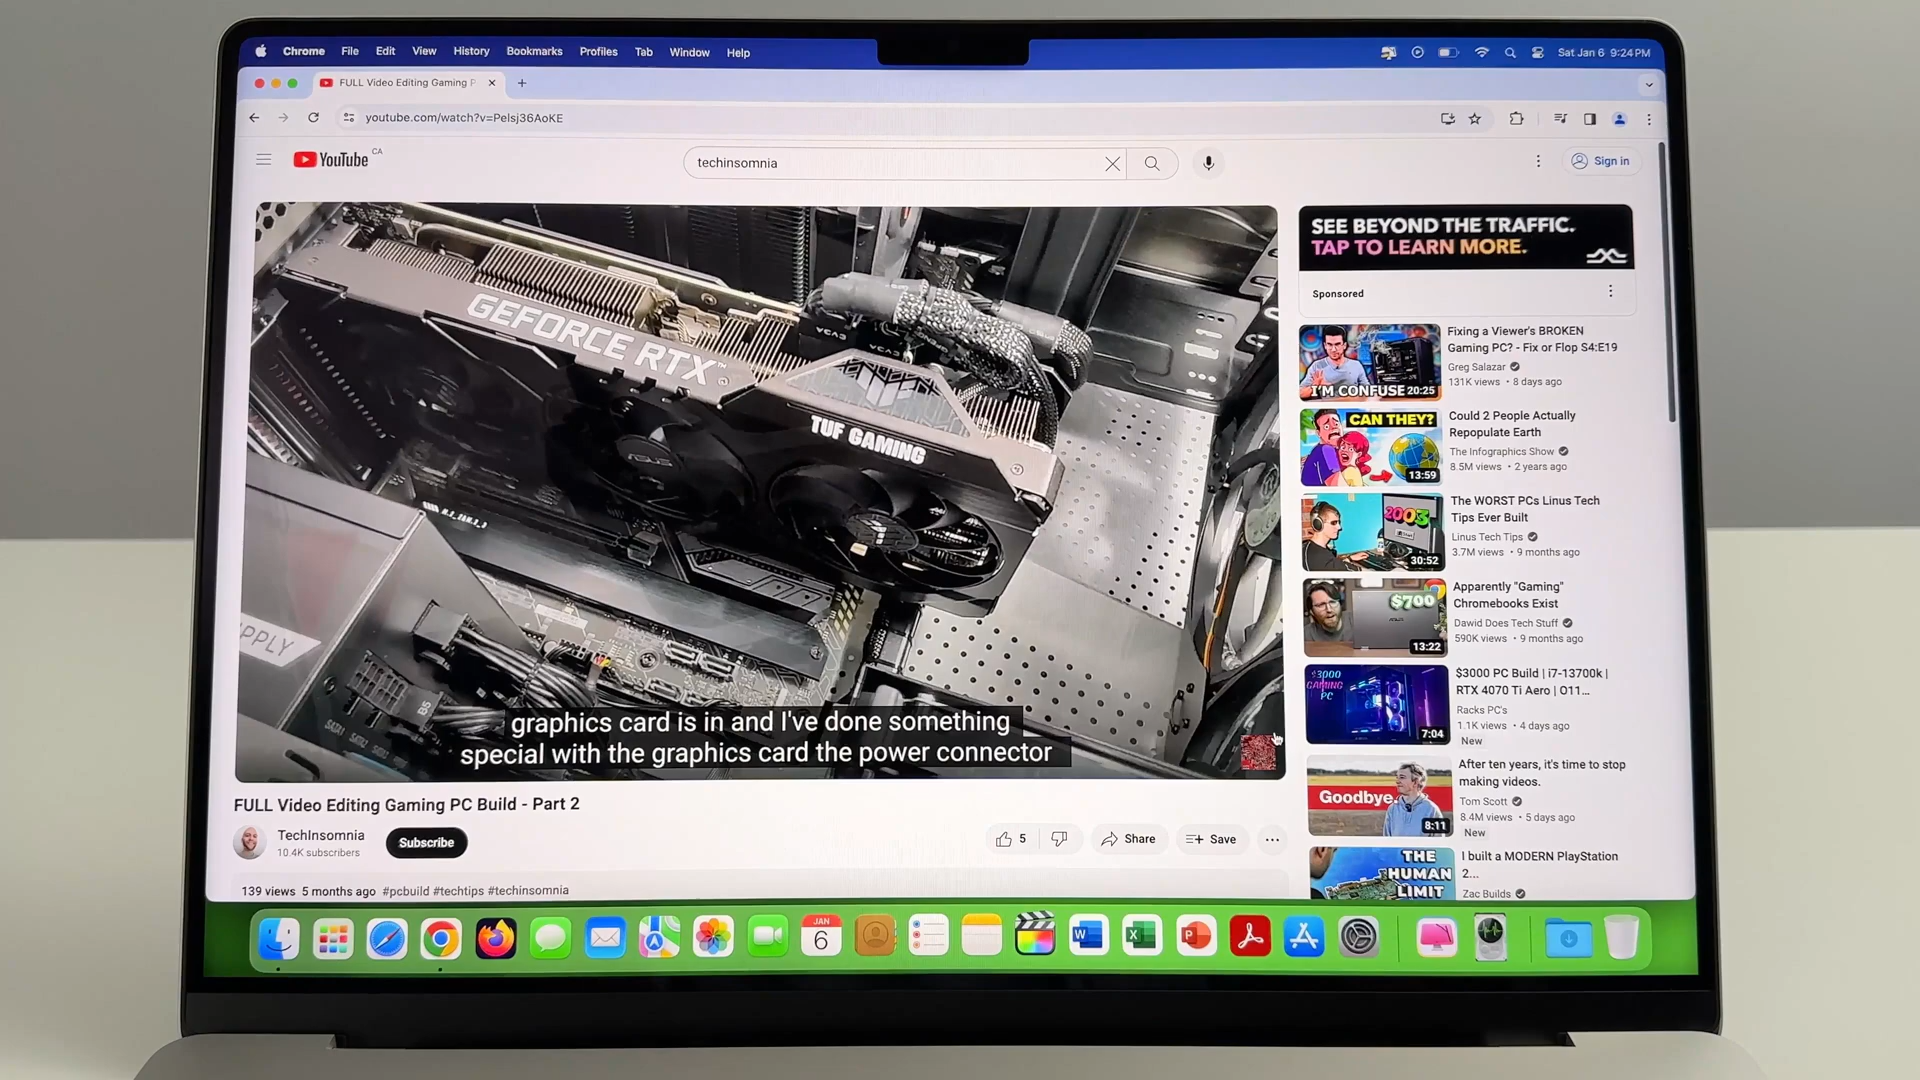 Chrome File Edit View History Bookmarks Profiles Tab Window Help
Sat Jan 6 9:24 PM
FULL Video Editing Gaming P
youtube.com/watch?v=Pelsj36AoKE
YouTube CA
techinsomnia
Sign in
GEFORCE RTX™
VCA3
VCA3
TUF GAMING
M.2_2
PPLY
SATA1 SATA2
B5
graphics card is in and I've done something
special with the graphics card the power connector
FULL Video Editing Gaming PC Build - Part 2
TechInsomnia
10.4K subscribers
Subscribe
5
Share
Save
139 views 5 months ago #pcbuild #techtips #techinsomnia
SEE BEYOND THE TRAFFIC.
TAP TO LEARN MORE.
Sponsored
I'M CONFUSE 20:25
Fixing a Viewer's BROKEN
Gaming PC? - Fix or Flop S4:E19
Greg Salazar
131K views • 8 days ago
CAN THEY?
13:59
Could 2 People Actually
Repopulate Earth
The Infographics Show
8.5M views • 2 years ago
2003
30:52
The WORST PCs Linus Tech
Tips Ever Built
Linus Tech Tips
3.7M views • 9 months ago
$700
13:22
Apparently "Gaming"
Chromebooks Exist
Dawid Does Tech Stuff
590K views • 9 months ago
$3000
GAMING
PC
7:04
$3000 PC Build | i7-13700k |
RTX 4070 Ti Aero | O11...
Racks PC's
1.1K views • 4 days ago
New
Goodbye.
8:11
After ten years, it's time to stop
making videos.
Tom Scott
8.4M views • 5 days ago
New
THE
HUMAN
LIMIT
I built a MODERN PlayStation
2...
Zac Builds
JAN
6
W
X
P